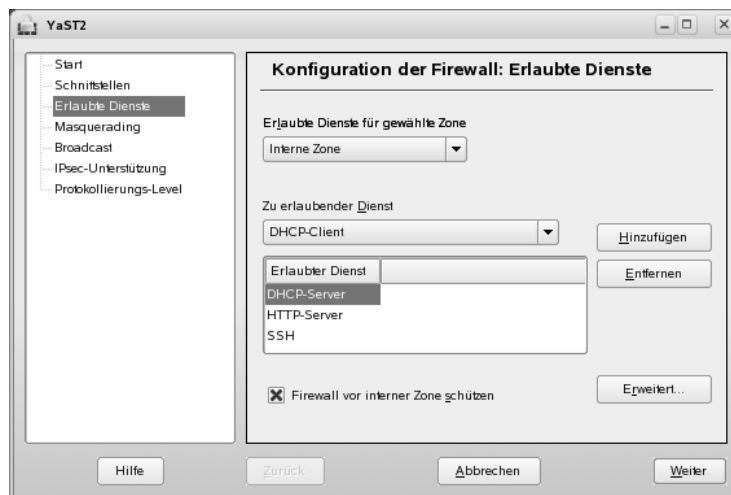 YaST2
Start
Schnittstellen
Erlaubte Dienste
Masquerading
Broadcast
IPsec-Unterstützung
Protokollierungs-Level
Konfiguration der Firewall: Erlaubte Dienste
Erlaubte Dienste für gewählte Zone
Interne Zone
Zu erlaubender Dienst
DHCP-Client
Hinzufügen
Erlaubter Dienst
Entfernen
DHCP-Server
HTTP-Server
SSH
Firewall vor interner Zone schützen
Erweitert...
Hilfe
Zurück
Abbrechen
Weiter